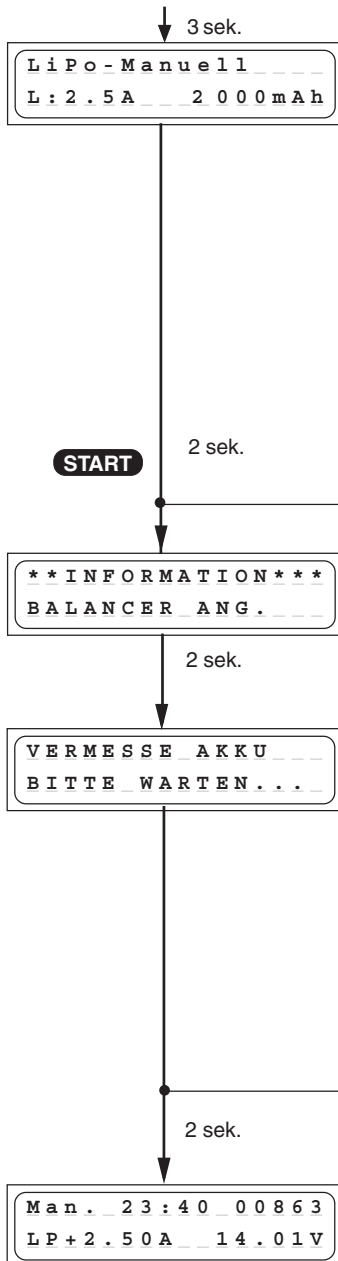 3 sek.
LiPo-Manuell
L:2.5A 2000mAh
2 sek.
START
**INFORMATION***
BALANCER ANG.
2 sek.
VERMESSE AKKU
BITTE WARTEN...
2 sek.
Man. 23:40 00863
LP+2.50A 14.01V